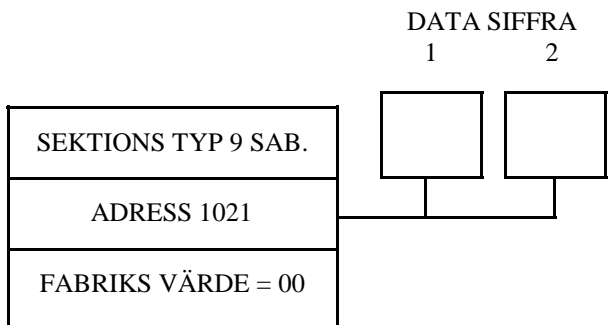 DATA SIFFRA
1 2
SEKTIONS TYP 9 SAB.
ADRESS 1021
FABRIKS VÄRDE = 00